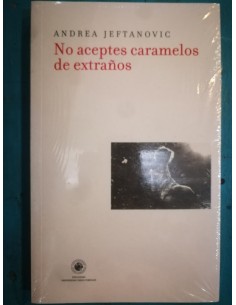 ANDREA JEFTANOVIC
No aceptes caramelos
de extraños